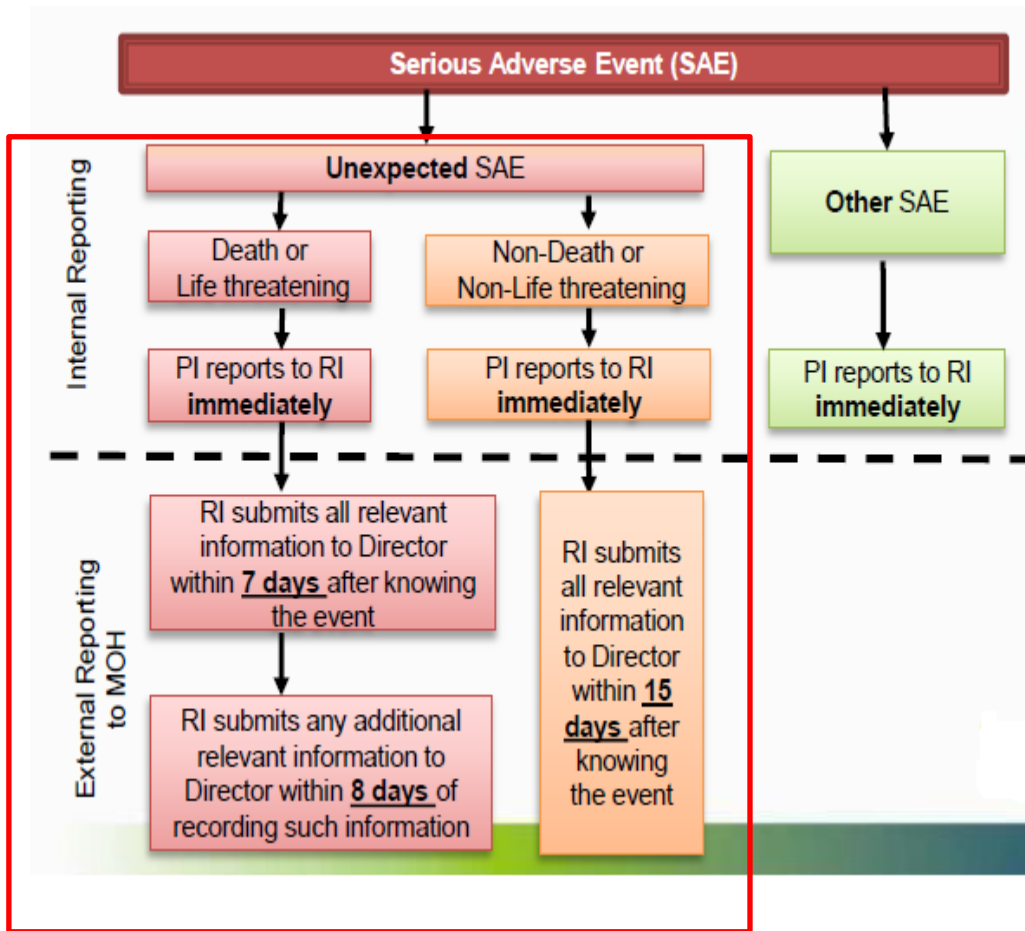 Serious Adverse Event (SAE)
Internal Reporting
Unexpected SAE
Death or
Life threatening
PI reports to RI
immediately
Non-Death or
Non-Life threatening
PI reports to RI
immediately
Other SAE
PI reports to RI
immediately
External Reporting
to MOH
RI submits all relevant
information to Director
within 7 days after knowing
the event
RI submits any additional
relevant information to
Director within 8 days of
recording such information
RI submits
all relevant
information
to Director
within 15
days after
knowing
the event